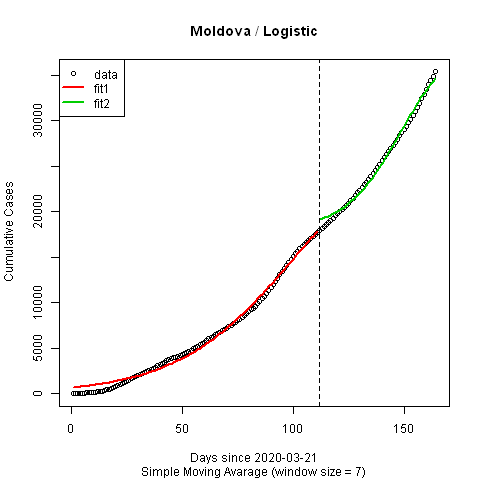 Moldova / Logistic
data
fit1
fit2
Cumulative Cases
30000
20000
10000
5000
0
0
50
100
150
Days since 2020-03-21
Simple Moving Avarage (window size = 7)